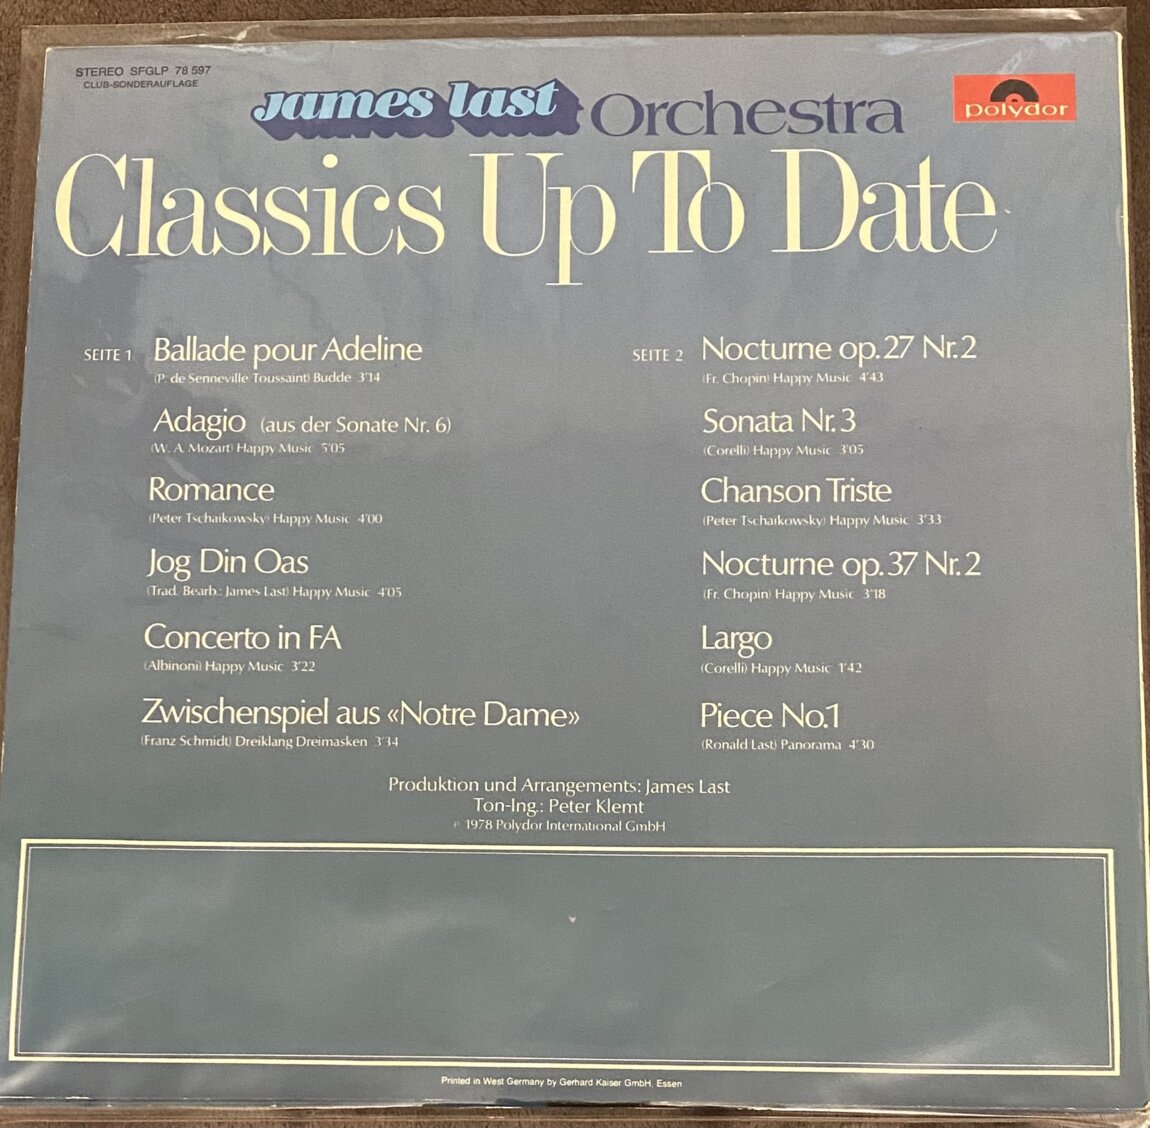 STEREO SFGLP 78 597
CLUB-SONDERAUFLAGE
james last Orchestra
polydor
Classics Up To Date
SEITE 1
Ballade pour Adeline
(P. de Senneville Toussaint) Budde 3'14
Adagio (aus der Sonate Nr. 6)
(W. A. Mozart) Happy Music 5'05
Romance
(Peter Tschaikowsky) Happy Music 4'00
Jog Din Oas
(Trad. Bearb.: James Last) Happy Music 4'05
Concerto in FA
(Albinoni) Happy Music 3'22
Zwischenspiel aus «Notre Dame»
(Franz Schmidt) Dreiklang Dreimasken 3'34
SEITE 2
Nocturne op. 27 Nr. 2
(Fr. Chopin) Happy Music 4'43
Sonata Nr. 3
(Corelli) Happy Music 3'05
Chanson Triste
(Peter Tschaikowsky) Happy Music 3'33
Nocturne op. 37 Nr. 2
(Fr. Chopin) Happy Music 3'18
Largo
(Corelli) Happy Music 1'42
Piece No.1
(Ronald Last) Panorama 4'30
Produktion und Arrangements: James Last
Ton-Ing.: Peter Klemt
℗ 1978 Polydor International GmbH
Printed in West Germany by Gerhard Kaiser GmbH, Essen